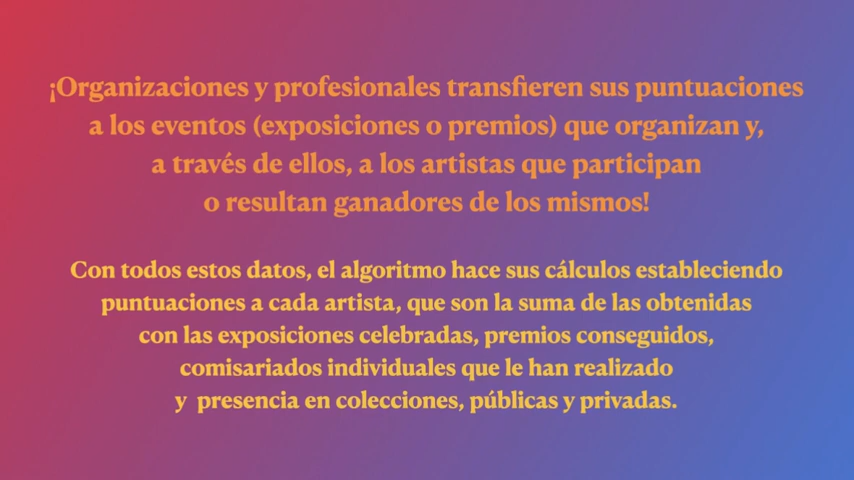 ¡Organizaciones y profesionales transfieren sus puntuaciones
a los eventos (exposiciones o premios) que organizan y,
a través de ellos, a los artistas que participan
o resultan ganadores de los mismos!
Con todos estos datos, el algoritmo hace sus cálculos estableciendo
puntuaciones a cada artista, que son la suma de las obtenidas
con las exposiciones celebradas, premios conseguidos,
comisariados individuales que le han realizado
y presencia en colecciones, públicas y privadas.